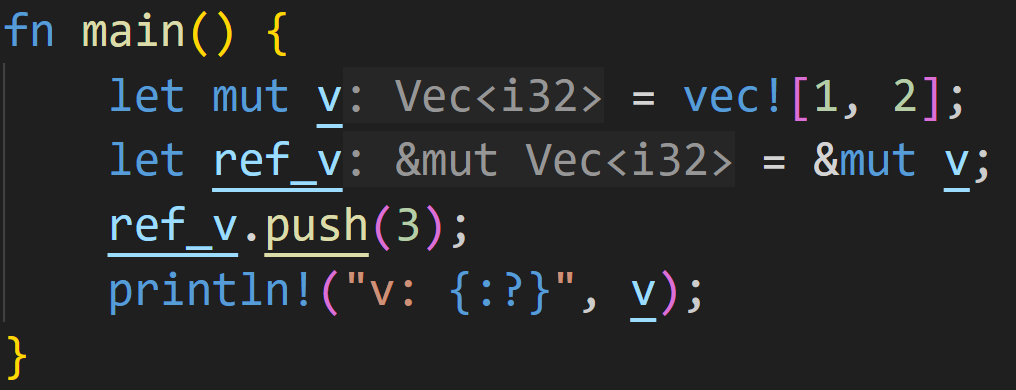 fn main() {
    let mut v: Vec<i32> = vec![1, 2];
    let ref_v: &mut Vec<i32> = &mut v;
    ref_v.push(3);
    println!("v: {:?}", v);
}